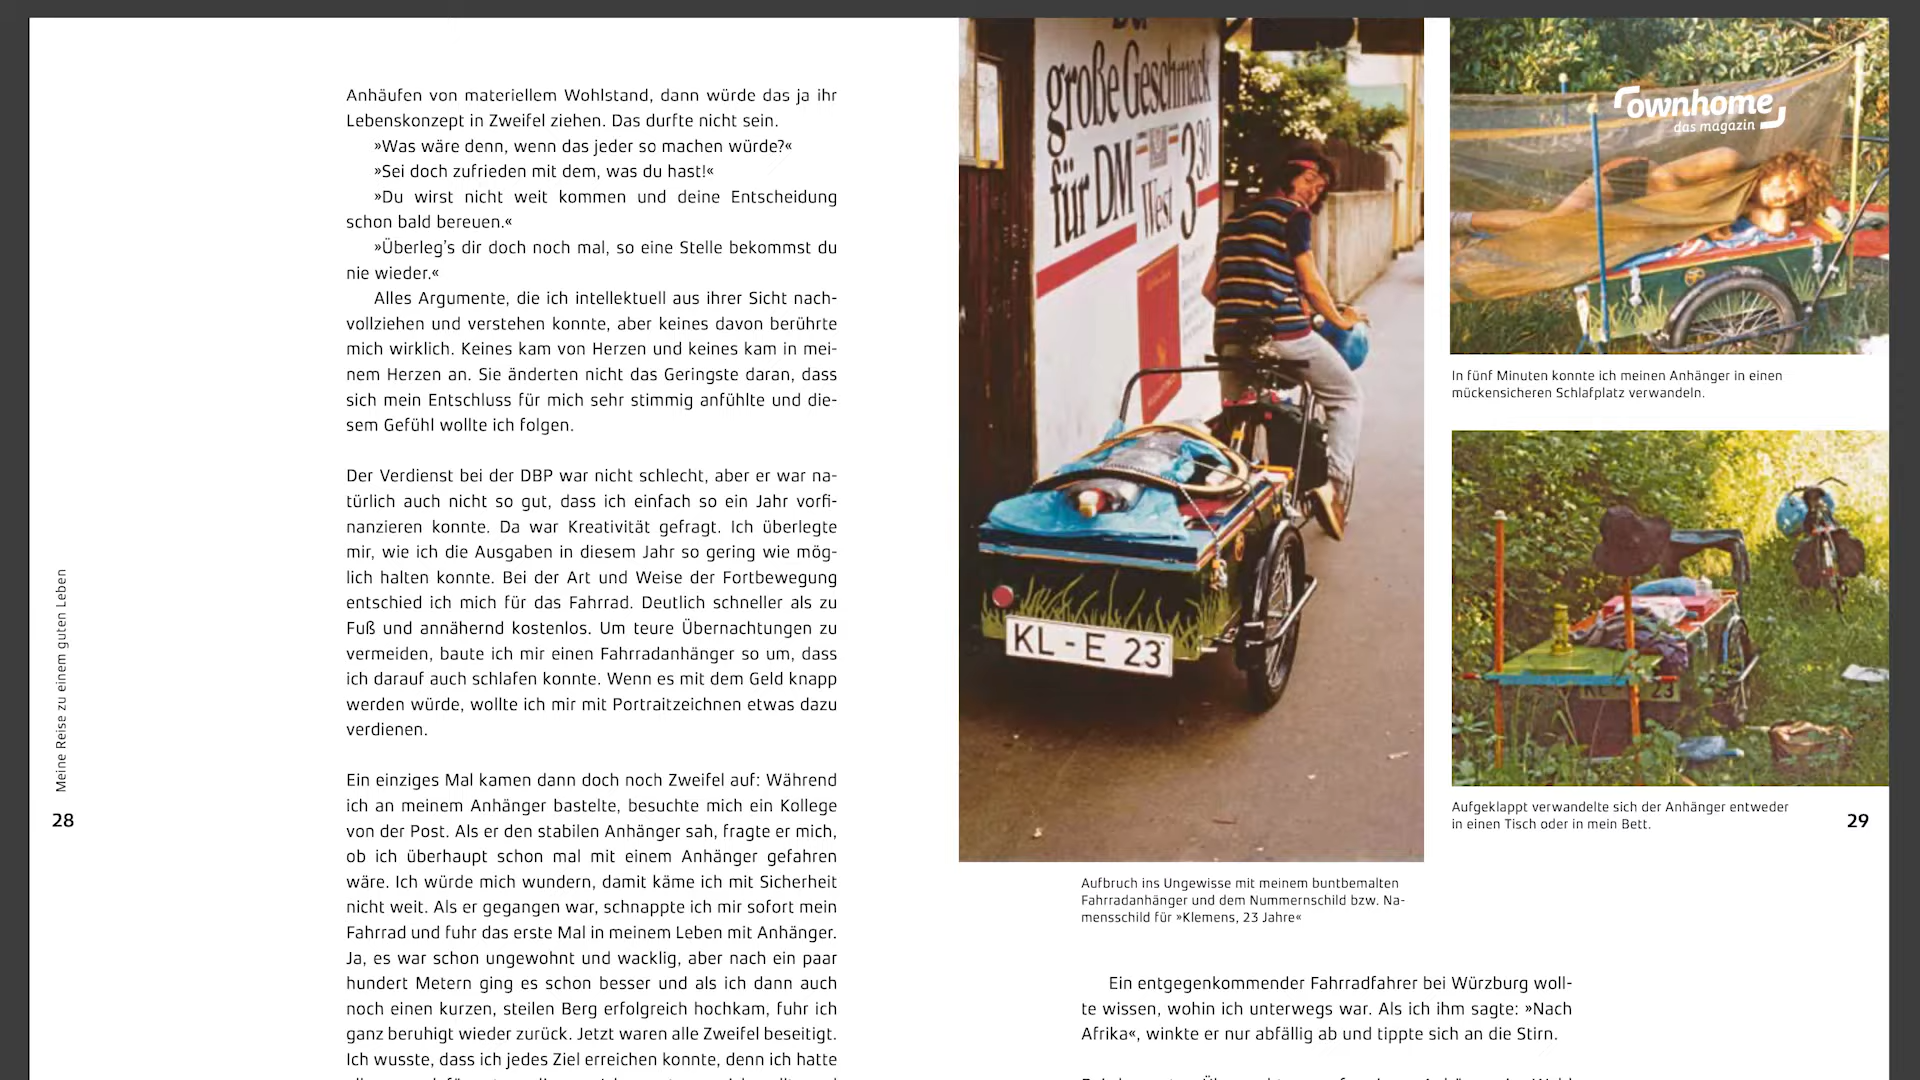 Anhäufen von materiellem Wohlstand, dann würde das ja ihr
Lebenskonzept in Zweifel ziehen. Das durfte nicht sein.
»Was wäre denn, wenn das jeder so machen würde?«
»Sei doch zufrieden mit dem, was du hast!«
»Du wirst nicht weit kommen und deine Entscheidung
schon bald bereuen.«
»Überleg's dir doch noch mal, so eine Stelle bekommst du
nie wieder.«
Alles Argumente, die ich intellektuell aus ihrer Sicht nach-
vollziehen und verstehen konnte, aber keines davon berührte
mich wirklich. Keines kam von Herzen und keines kam in mei-
nem Herzen an. Sie änderten nicht das Geringste daran, dass
sich mein Entschluss für mich sehr stimmig anfühlte und die-
sem Gefühl wollte ich folgen.
Der Verdienst bei der DBP war nicht schlecht, aber er war na-
türlich auch nicht so gut, dass ich einfach so ein Jahr vorfi-
nanzieren konnte. Da war Kreativität gefragt. Ich überlegte
mir, wie ich die Ausgaben in diesem Jahr so gering wie mög-
lich halten konnte. Bei der Art und Weise der Fortbewegung
entschied ich mich für das Fahrrad. Deutlich schneller als zu
Fuß und annähernd kostenlos. Um teure Übernachtungen zu
vermeiden, baute ich mir einen Fahrradanhänger so um, dass
ich darauf auch schlafen konnte. Wenn es mit dem Geld knapp
werden würde, wollte ich mir mit Portraitzeichnen etwas dazu
verdienen.
Ein einziges Mal kamen dann doch noch Zweifel auf: Während
ich an meinem Anhänger bastelte, besuchte mich ein Kollege
von der Post. Als er den stabilen Anhänger sah, fragte er mich,
ob ich überhaupt schon mal mit einem Anhänger gefahren
wäre. Ich würde mich wundern, damit käme ich mit Sicherheit
nicht weit. Als er gegangen war, schnappte ich mir sofort mein
Fahrrad und fuhr das erste Mal in meinem Leben mit Anhänger.
Ja, es war schon ungewohnt und wacklig, aber nach ein paar
hundert Metern ging es schon besser und als ich dann auch
noch einen kurzen, steilen Berg erfolgreich hochkam, fuhr ich
ganz beruhigt wieder zurück. Jetzt waren alle Zweifel beseitigt.
Ich wusste, dass ich jedes Ziel erreichen konnte, denn ich hatte
Meine Reise zu einem guten Leben
28
große Geschmack
für DM
West
3 30
KL-E 23
Aufbruch ins Ungewisse mit meinem buntbemalten
Fahrradanhänger und dem Nummernschild bzw. Na-
mensschild für »Klemens, 23 Jahre«
ownhome
das magazin
In fünf Minuten konnte ich meinen Anhänger in einen
mückensicheren Schlafplatz verwandeln.
23
Aufgeklappt verwandelte sich der Anhänger entweder
in einen Tisch oder in mein Bett.
29
Ein entgegenkommender Fahrradfahrer bei Würzburg woll-
te wissen, wohin ich unterwegs war. Als ich ihm sagte: »Nach
Afrika«, winkte er nur abfällig ab und tippte sich an die Stirn.